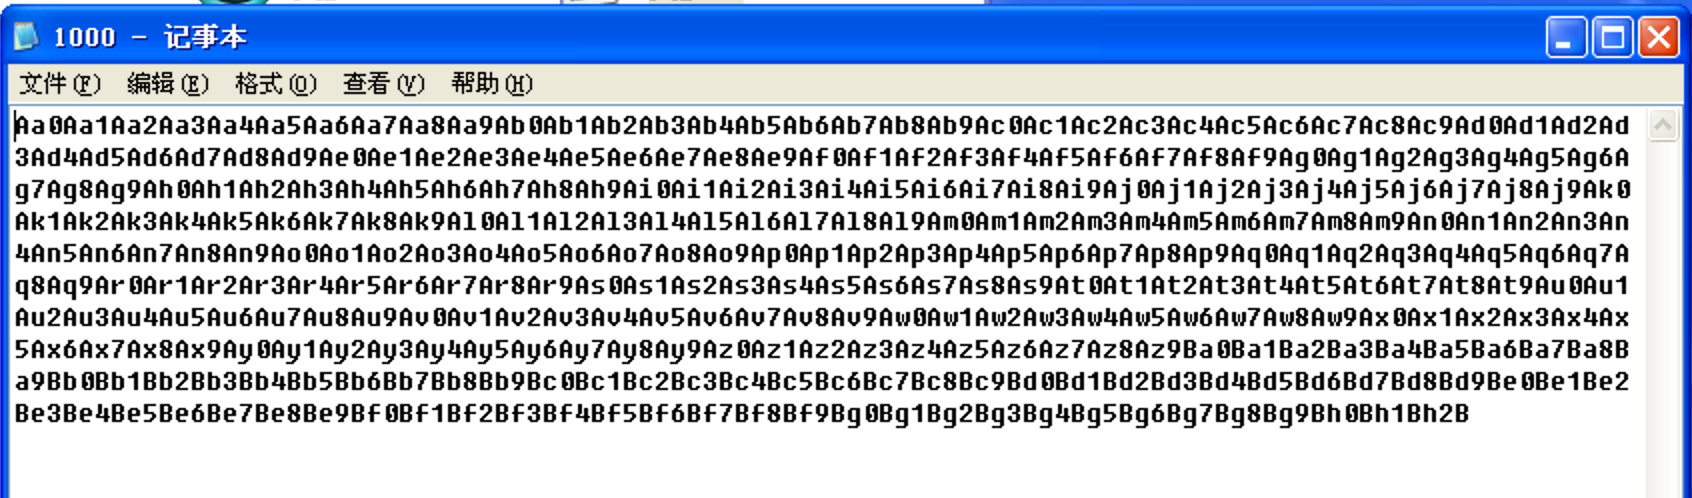 1000 - 记事本
文件(F) 编辑(E) 格式(O) 查看(V) 帮助(H)
Aa0Aa1Aa2Aa3Aa4Aa5Aa6Aa7Aa8Aa9Ab0Ab1Ab2Ab3Ab4Ab5Ab6Ab7Ab8Ab9Ac0Ac1Ac2Ac3Ac4Ac5Ac6Ac7Ac8Ac9Ad0Ad1Ad2Ad
3Ad4Ad5Ad6Ad7Ad8Ad9Ae0Ae1Ae2Ae3Ae4Ae5Ae6Ae7Ae8Ae9Af0Af1Af2Af3Af4Af5Af6Af7Af8Af9Ag0Ag1Ag2Ag3Ag4Ag5Ag6A
g7Ag8Ag9Ah0Ah1Ah2Ah3Ah4Ah5Ah6Ah7Ah8Ah9Ai0Ai1Ai2Ai3Ai4Ai5Ai6Ai7Ai8Ai9Aj0Aj1Aj2Aj3Aj4Aj5Aj6Aj7Aj8Aj9Ak0
Ak1Ak2Ak3Ak4Ak5Ak6Ak7Ak8Ak9Al0Al1Al2Al3Al4Al5Al6Al7Al8Al9Am0Am1Am2Am3Am4Am5Am6Am7Am8Am9An0An1An2An3An
4An5An6An7An8An9Ao0Ao1Ao2Ao3Ao4Ao5Ao6Ao7Ao8Ao9Ap0Ap1Ap2Ap3Ap4Ap5Ap6Ap7Ap8Ap9Aq0Aq1Aq2Aq3Aq4Aq5Aq6Aq7A
q8Aq9Ar0Ar1Ar2Ar3Ar4Ar5Ar6Ar7Ar8Ar9As0As1As2As3As4As5As6As7As8As9At0At1At2At3At4At5At6At7At8At9Au0Au1
Au2Au3Au4Au5Au6Au7Au8Au9Av0Av1Av2Av3Av4Av5Av6Av7Av8Av9Aw0Aw1Aw2Aw3Aw4Aw5Aw6Aw7Aw8Aw9Ax0Ax1Ax2Ax3Ax4Ax
5Ax6Ax7Ax8Ax9Ay0Ay1Ay2Ay3Ay4Ay5Ay6Ay7Ay8Ay9Az0Az1Az2Az3Az4Az5Az6Az7Az8Az9Ba0Ba1Ba2Ba3Ba4Ba5Ba6Ba7Ba8B
a9Bb0Bb1Bb2Bb3Bb4Bb5Bb6Bb7Bb8Bb9Bc0Bc1Bc2Bc3Bc4Bc5Bc6Bc7Bc8Bc9Bd0Bd1Bd2Bd3Bd4Bd5Bd6Bd7Bd8Bd9Be0Be1Be2
Be3Be4Be5Be6Be7Be8Be9Bf0Bf1Bf2Bf3Bf4Bf5Bf6Bf7Bf8Bf9Bg0Bg1Bg2Bg3Bg4Bg5Bg6Bg7Bg8Bg9Bh0Bh1Bh2B